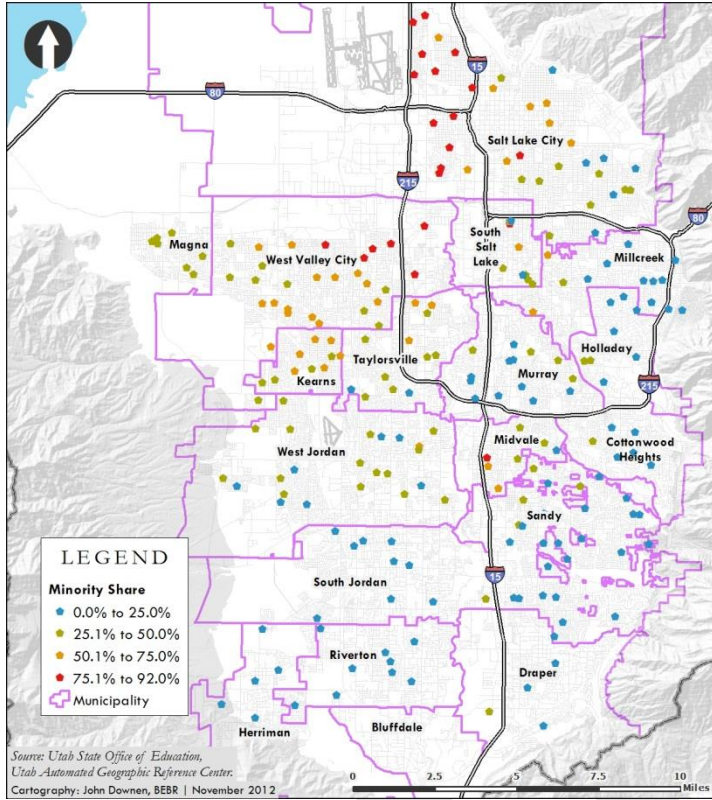 15
80
Salt Lake City
215
80
Magna
South
Salt
Lake
West Valley City
Millcreek
Taylorsville
Holladay
Kearns
Murray
215
Midvale
Cottonwood
Heights
West Jordan
Sandy
LEGEND
Minority Share
0.0% to 25.0%
25.1% to 50.0%
50.1% to 75.0%
75.1% to 92.0%
Municipality
South Jordan
15
Riverton
Draper
Herriman
Bluffdale
Source: Utah State Office of Education,
Utah Automated Geographic Reference Center.
Cartography: John Downen, BEBR | November 2012
0 2.5 5 7.5 10
Miles